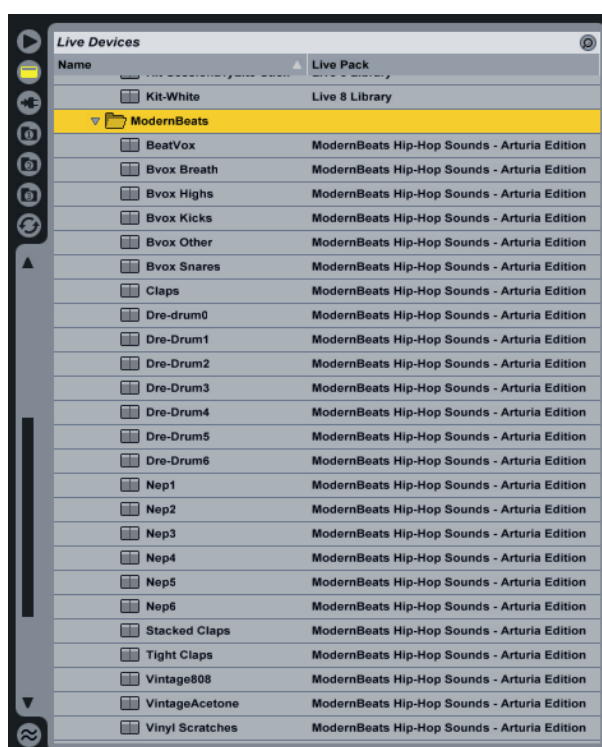 Live Devices
Name Live Pack
Kit-White Live 8 Library
ModernBeats
BeatVox ModernBeats Hip-Hop Sounds - Arturia Edition
Bvox Breath ModernBeats Hip-Hop Sounds - Arturia Edition
Bvox Highs ModernBeats Hip-Hop Sounds - Arturia Edition
Bvox Kicks ModernBeats Hip-Hop Sounds - Arturia Edition
Bvox Other ModernBeats Hip-Hop Sounds - Arturia Edition
Bvox Snares ModernBeats Hip-Hop Sounds - Arturia Edition
Claps ModernBeats Hip-Hop Sounds - Arturia Edition
Dre-drum0 ModernBeats Hip-Hop Sounds - Arturia Edition
Dre-Drum1 ModernBeats Hip-Hop Sounds - Arturia Edition
Dre-Drum2 ModernBeats Hip-Hop Sounds - Arturia Edition
Dre-Drum3 ModernBeats Hip-Hop Sounds - Arturia Edition
Dre-Drum4 ModernBeats Hip-Hop Sounds - Arturia Edition
Dre-Drum5 ModernBeats Hip-Hop Sounds - Arturia Edition
Dre-Drum6 ModernBeats Hip-Hop Sounds - Arturia Edition
Nep1 ModernBeats Hip-Hop Sounds - Arturia Edition
Nep2 ModernBeats Hip-Hop Sounds - Arturia Edition
Nep3 ModernBeats Hip-Hop Sounds - Arturia Edition
Nep4 ModernBeats Hip-Hop Sounds - Arturia Edition
Nep5 ModernBeats Hip-Hop Sounds - Arturia Edition
Nep6 ModernBeats Hip-Hop Sounds - Arturia Edition
Stacked Claps ModernBeats Hip-Hop Sounds - Arturia Edition
Tight Claps ModernBeats Hip-Hop Sounds - Arturia Edition
Vintage808 ModernBeats Hip-Hop Sounds - Arturia Edition
VintageAcetone ModernBeats Hip-Hop Sounds - Arturia Edition
Vinyl Scratches ModernBeats Hip-Hop Sounds - Arturia Edition